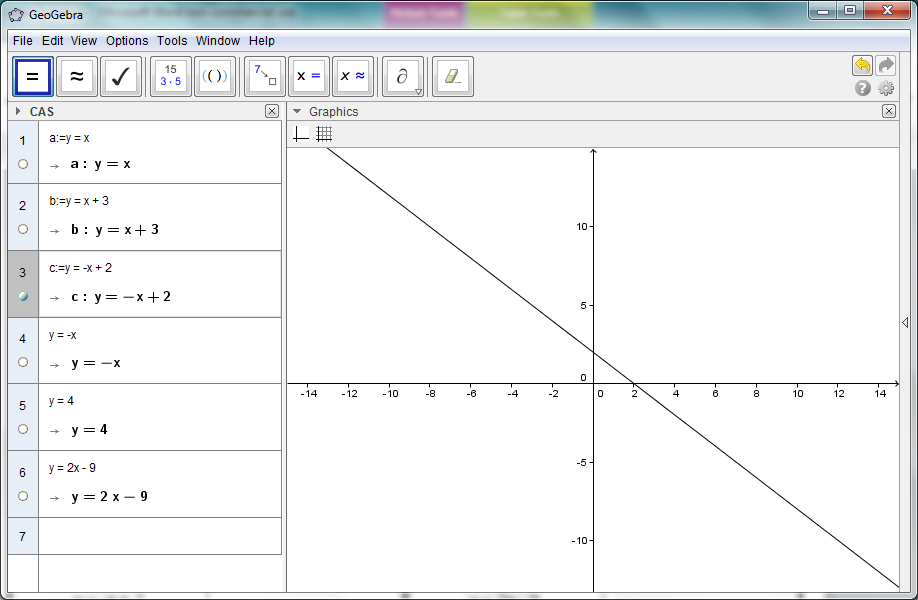 GeoGebra
File Edit View Options Tools Window Help
= ≈ ✓ 15 3·5 (( )) 7 x = x ≈ ∂
CAS
Graphics
1 a:=y = x
→ a : y = x
2 b:=y = x + 3
→ b : y = x + 3
3 c:=y = -x + 2
→ c : y = −x + 2
4 y = -x
→ y = −x
5 y = 4
→ y = 4
6 y = 2x - 9
→ y = 2 x − 9
7
10
5
0
-14 -12 -10 -8 -6 -4 -2 0 2 4 6 8 10 12 14
-5
-10